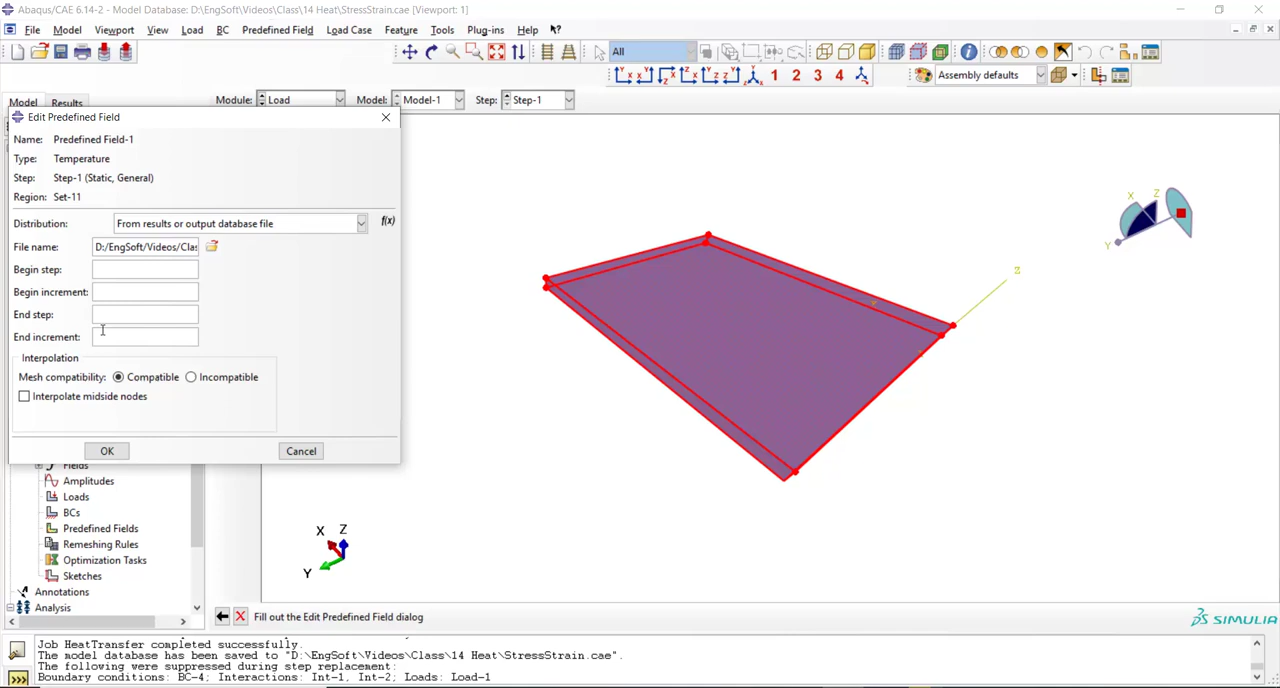 Abaqus/CAE 6.14-2 - Model Database: D:\EngSoft\Videos\Class\14 Heat\StressStrain.cae [Viewport: 1]
File Model Viewport View Load BC Predefined Field Load Case Feature Tools Plug-ins Help
All
1 2 3 4 Assembly defaults
Model Results Module: Load Model: Model-1 Step: Step-1
Edit Predefined Field
Name: Predefined Field-1
Type: Temperature
Step: Step-1 (Static, General)
Region: Set-11
Distribution: From results or output database file f(x)
File name: D:/EngSoft/Videos/Clas
Begin step:
Begin increment:
End step:
End increment:
Interpolation
Mesh compatibility: Compatible Incompatible
Interpolate midside nodes
OK Cancel
X Z
Y
Z
Fields
Amplitudes
Loads
BCs
Predefined Fields
Remeshing Rules
Optimization Tasks
Sketches
Annotations
Analysis
X Z
Y
Fill out the Edit Predefined Field dialog
SIMULIA
Job HeatTransfer completed successfully.
The model database has been saved to "D:\EngSoft\Videos\Class\14 Heat\StressStrain.cae".
The following were suppressed during step replacement:
Boundary conditions: BC-4; Interactions: Int-1, Int-2; Loads: Load-1